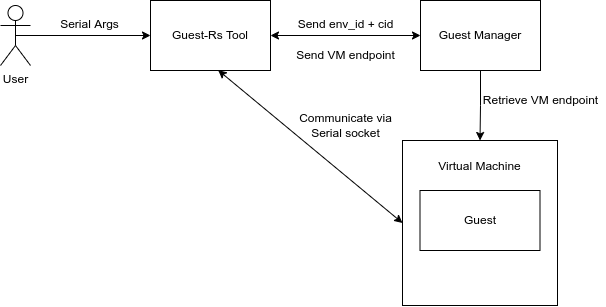 Serial Args
User
Guest-Rs Tool
Send env_id + cid
Send VM endpoint
Guest Manager
Retrieve VM endpoint
Communicate via
Serial socket
Virtual Machine
Guest